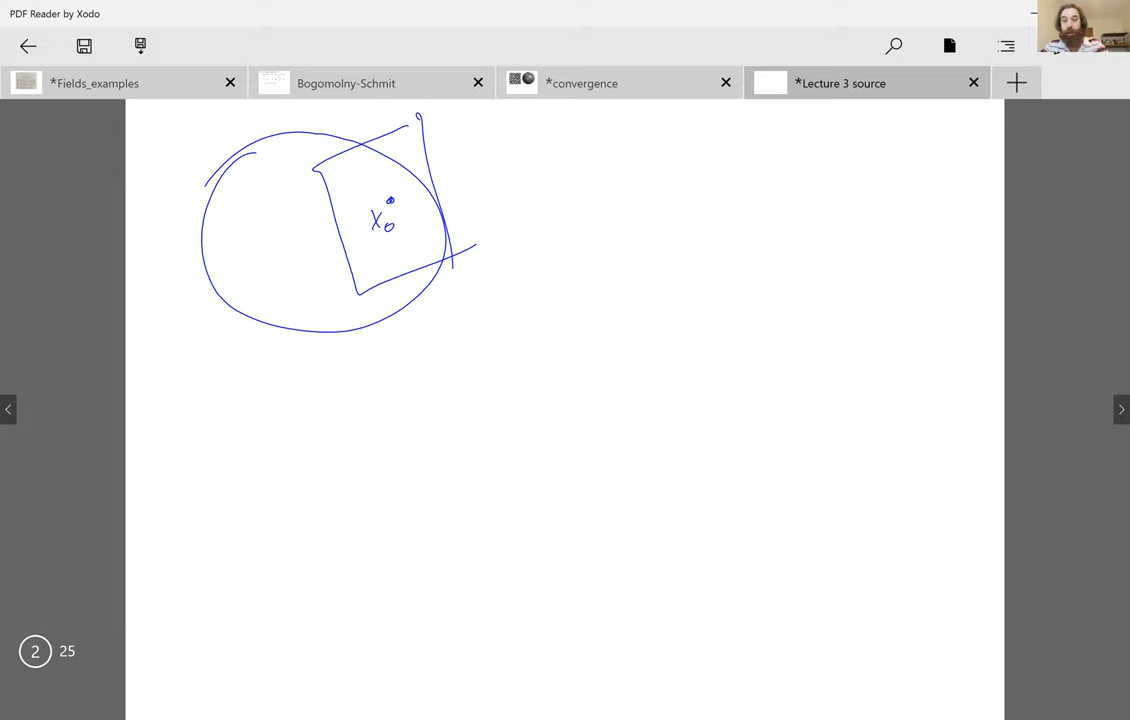 PDF Reader by Xodo
*Fields_examples
Bogomolny-Schmit
*convergence
*Lecture 3 source
x₀
2 25